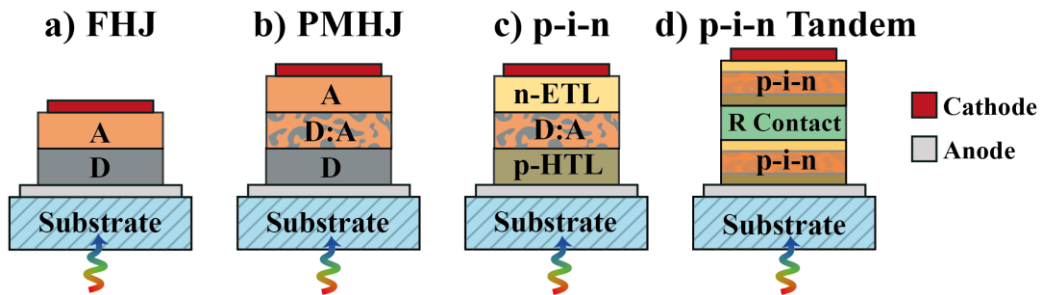 a) FHJ
A
D
Substrate
b) PMHJ
A
D:A
D
Substrate
c) p-i-n
n-ETL
D:A
p-HTL
Substrate
d) p-i-n Tandem
p-i-n
R Contact
p-i-n
Substrate
Cathode
Anode